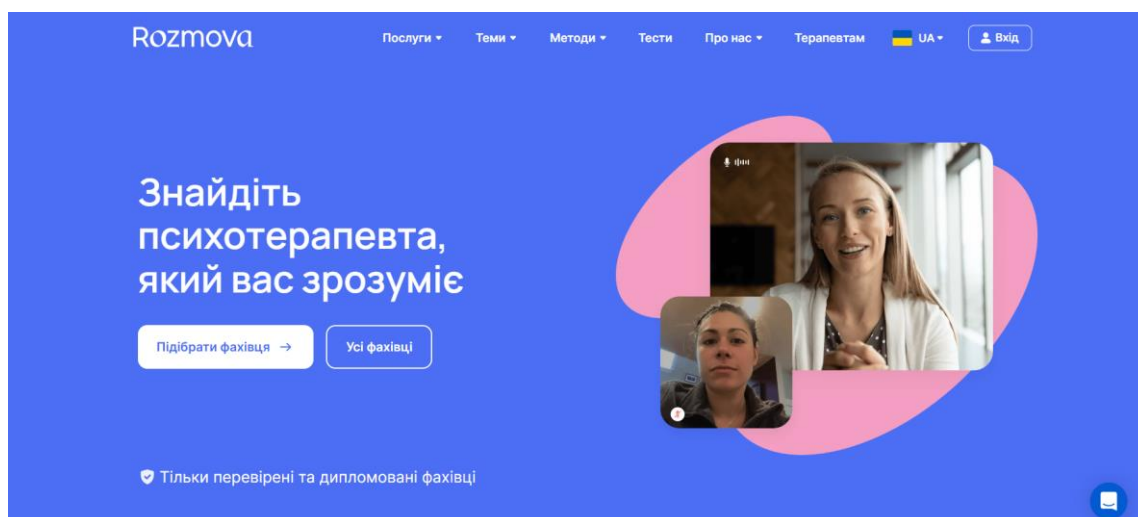 Rozmova
Послуги
Теми
Методи
Тести
Про нас
Терапевтам
UA
Вхід
Знайдіть
психотерапевта,
який вас зрозуміє
Підібрати фахівця →
Усі фахівці
Тільки перевірені та дипломовані фахівці